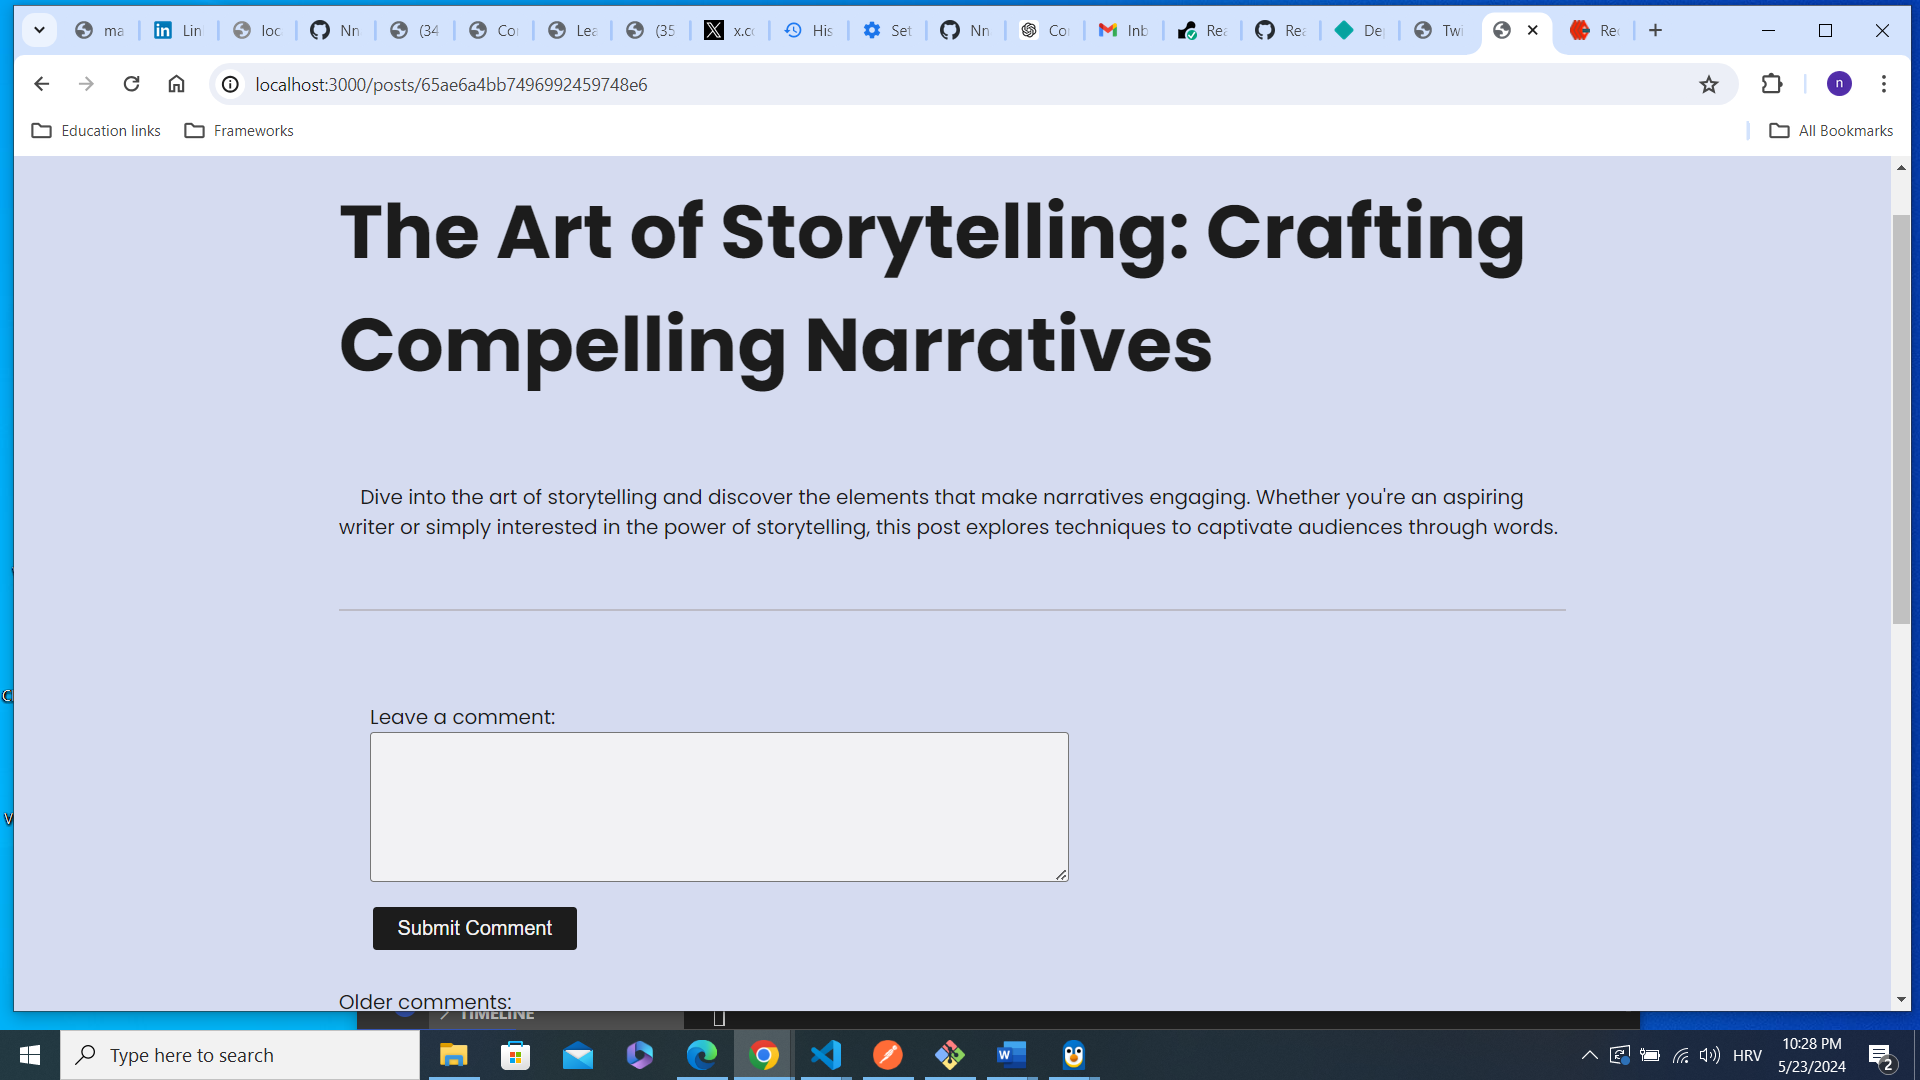 ma
Lin
loc
Nn
(34
Co
Lea
(35
x.co
His
Set
Nn
Co
Inb
Rea
Rea
De
Twi
Re
localhost:3000/posts/65ae6a4bb7496992459748e6
n
Education links
Frameworks
All Bookmarks
The Art of Storytelling: Crafting
Compelling Narratives
Dive into the art of storytelling and discover the elements that make narratives engaging. Whether you're an aspiring
writer or simply interested in the power of storytelling, this post explores techniques to captivate audiences through words.
Leave a comment:
Submit Comment
Older comments:
TIMELINE
Type here to search
HRV
10:28 PM
5/23/2024
2